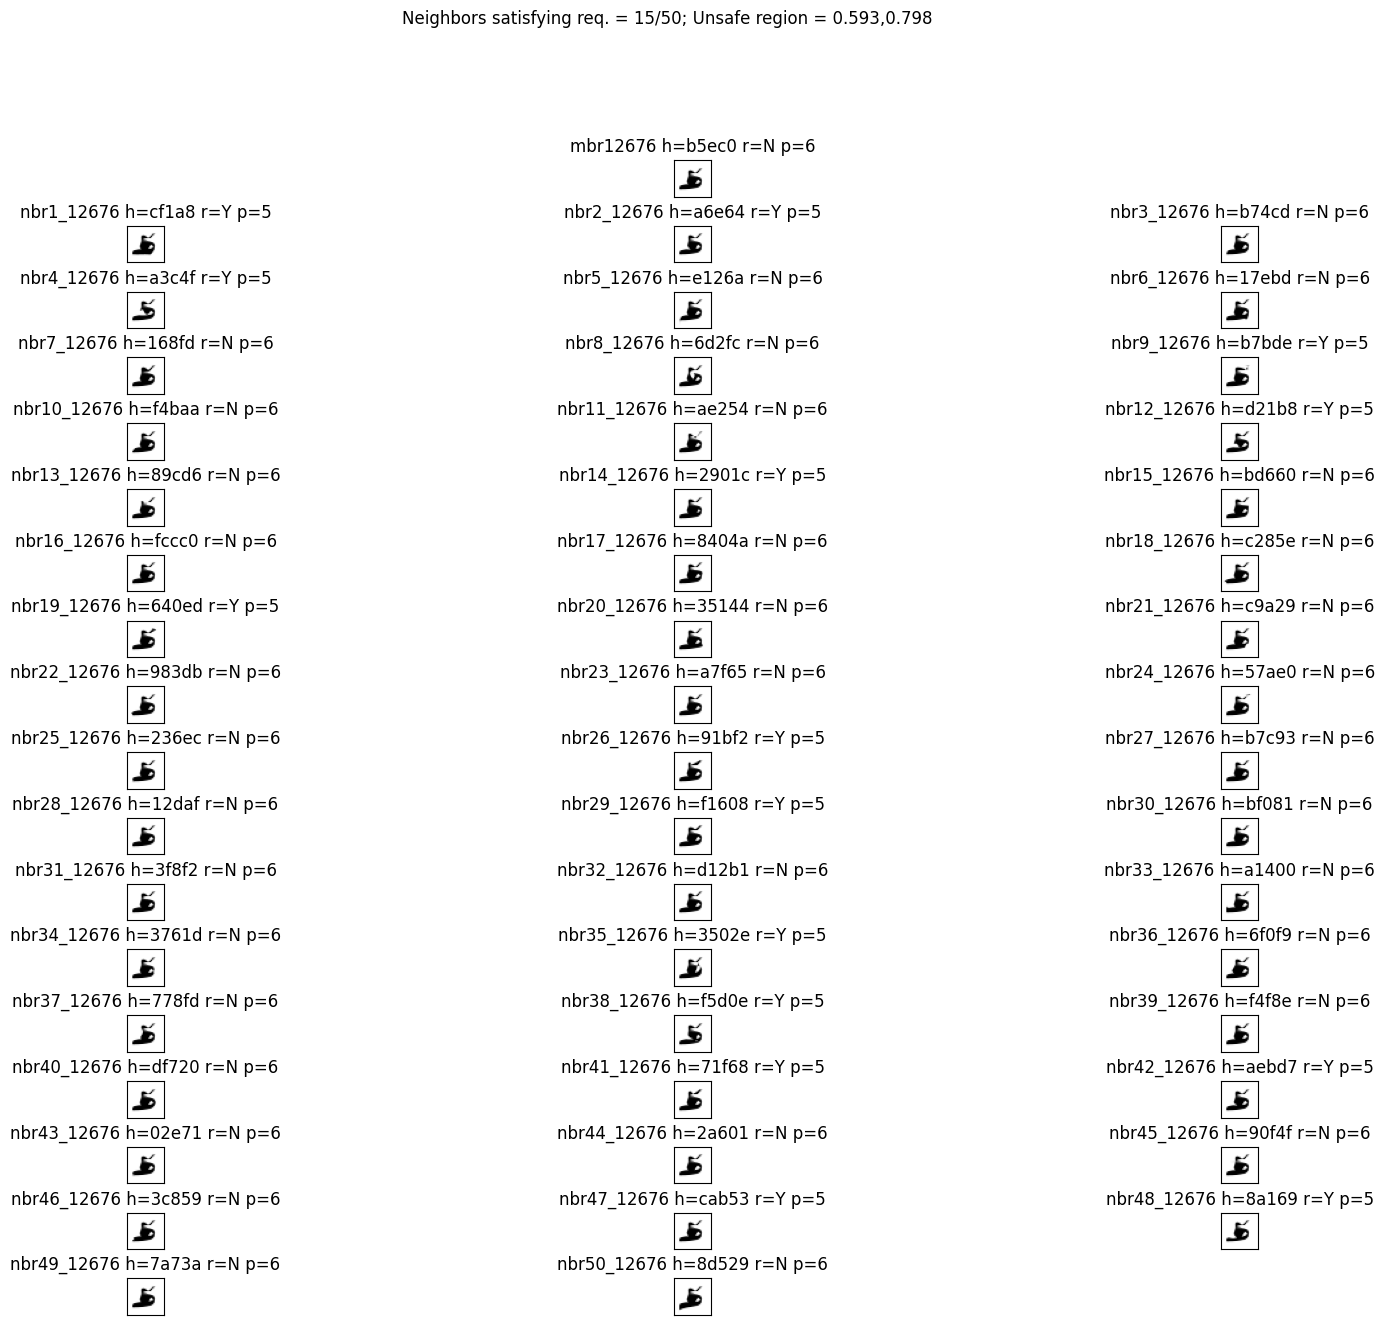 Neighbors satisfying req. = 15/50; Unsafe region = 0.593,0.798
mbr12676 h=b5ec0 r=N p=6
nbr1_12676 h=cf1a8 r=Y p=5
nbr2_12676 h=a6e64 r=Y p=5
nbr3_12676 h=b74cd r=N p=6
nbr4_12676 h=a3c4f r=Y p=5
nbr5_12676 h=e126a r=N p=6
nbr6_12676 h=17ebd r=N p=6
nbr7_12676 h=168fd r=N p=6
nbr8_12676 h=6d2fc r=N p=6
nbr9_12676 h=b7bde r=Y p=5
nbr10_12676 h=f4baa r=N p=6
nbr11_12676 h=ae254 r=N p=6
nbr12_12676 h=d21b8 r=Y p=5
nbr13_12676 h=89cd6 r=N p=6
nbr14_12676 h=2901c r=Y p=5
nbr15_12676 h=bd660 r=N p=6
nbr16_12676 h=fccc0 r=N p=6
nbr17_12676 h=8404a r=N p=6
nbr18_12676 h=c285e r=N p=6
nbr19_12676 h=640ed r=Y p=5
nbr20_12676 h=35144 r=N p=6
nbr21_12676 h=c9a29 r=N p=6
nbr22_12676 h=983db r=N p=6
nbr23_12676 h=a7f65 r=N p=6
nbr24_12676 h=57ae0 r=N p=6
nbr25_12676 h=236ec r=N p=6
nbr26_12676 h=91bf2 r=Y p=5
nbr27_12676 h=b7c93 r=N p=6
nbr28_12676 h=12daf r=N p=6
nbr29_12676 h=f1608 r=Y p=5
nbr30_12676 h=bf081 r=N p=6
nbr31_12676 h=3f8f2 r=N p=6
nbr32_12676 h=d12b1 r=N p=6
nbr33_12676 h=a1400 r=N p=6
nbr34_12676 h=3761d r=N p=6
nbr35_12676 h=3502e r=Y p=5
nbr36_12676 h=6f0f9 r=N p=6
nbr37_12676 h=778fd r=N p=6
nbr38_12676 h=f5d0e r=Y p=5
nbr39_12676 h=f4f8e r=N p=6
nbr40_12676 h=df720 r=N p=6
nbr41_12676 h=71f68 r=Y p=5
nbr42_12676 h=aebd7 r=Y p=5
nbr43_12676 h=02e71 r=N p=6
nbr44_12676 h=2a601 r=N p=6
nbr45_12676 h=90f4f r=N p=6
nbr46_12676 h=3c859 r=N p=6
nbr47_12676 h=cab53 r=Y p=5
nbr48_12676 h=8a169 r=Y p=5
nbr49_12676 h=7a73a r=N p=6
nbr50_12676 h=8d529 r=N p=6